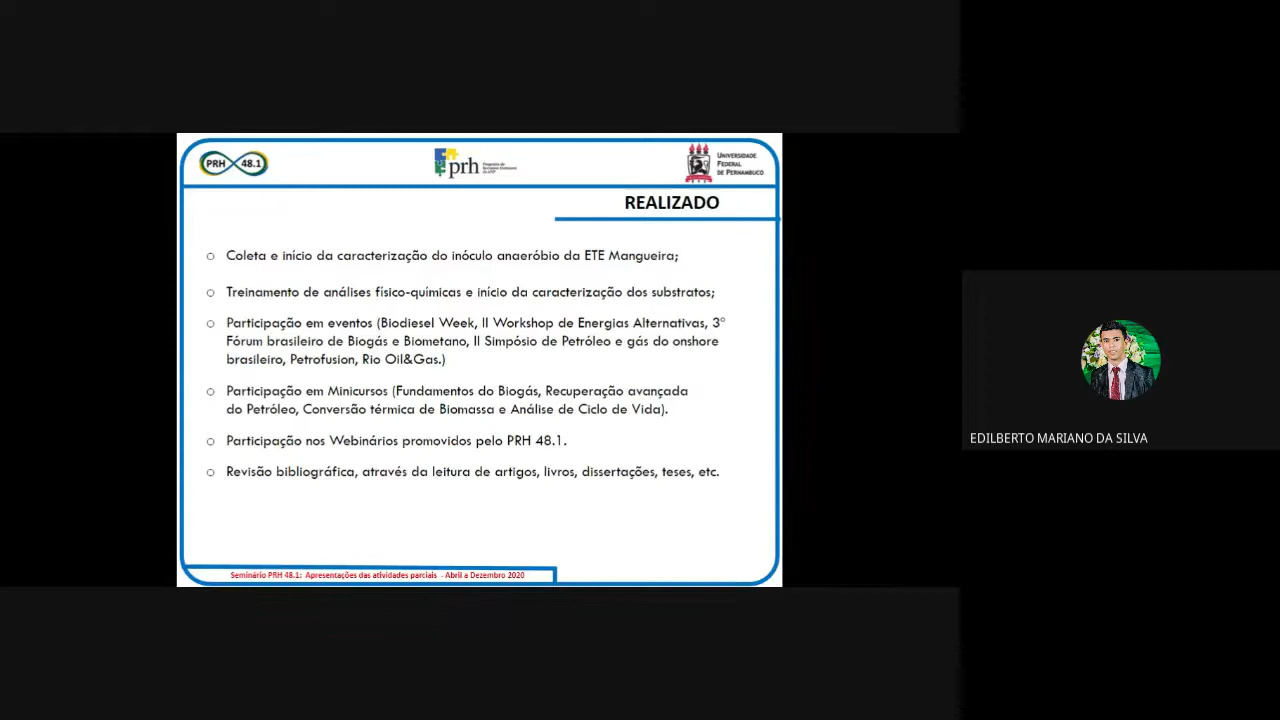 PRH 48.1
prh
UNIVERSIDADE
FEDERAL
DE PERNAMBUCO
REALIZADO
Coleta e início da caracterização do inóculo anaeróbio da ETE Mangueira;
Treinamento de análises físico-químicas e início da caracterização dos substratos;
Participação em eventos (Biodiesel Week, II Workshop de Energias Alternativas, 3º
Fórum brasileiro de Biogás e Biometano, II Simpósio de Petróleo e gás do onshore
brasileiro, Petrofusion, Rio Oil&Gas.)
Participação em Minicursos (Fundamentos do Biogás, Recuperação avançada
do Petróleo, Conversão térmica de Biomassa e Análise de Ciclo de Vida).
Participação nos Webinários promovidos pelo PRH 48.1.
Revisão bibliográfica, através da leitura de artigos, livros, dissertações, teses, etc.
EDILBERTO MARIANO DA SILVA
Seminário PRH 48.1: Apresentações das atividades parciais - Abril a Dezembro 2020